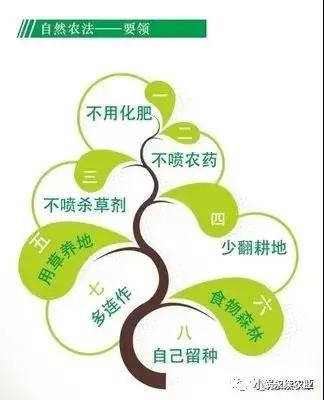 自然农法——要领
一
不用化肥
二
不喷农药
三
不喷杀草剂
四
少翻耕地
五
用草养地
六
食物森林
七
多连作
八
自己留种